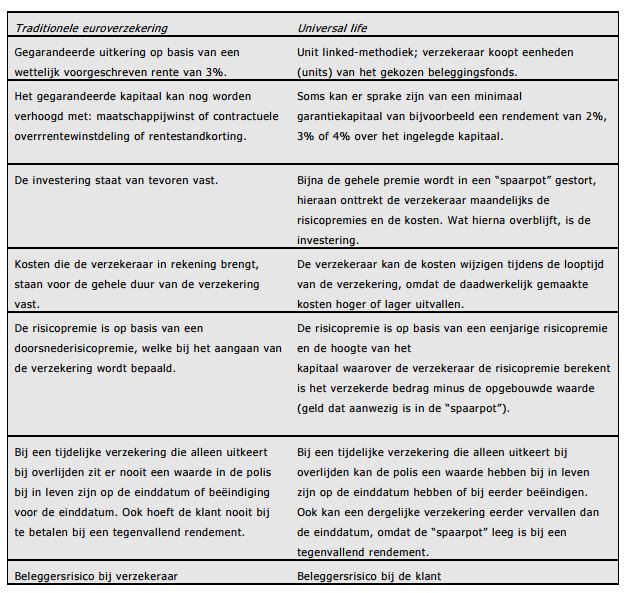 Traditionele euroverzekering
Universal life
Gegarandeerde uitkering op basis van een
wettelijk voorgeschreven rente van 3%.
Unit linked-methodiek; verzekeraar koopt eenheden
(units) van het gekozen beleggingsfonds.
Het gegarandeerde kapitaal kan nog worden
verhoogd met: maatschappijwinst of contractuele
overrrentewinstdeling of rentestandkorting.
Soms kan er sprake zijn van een minimaal
garantiekapitaal van bijvoorbeeld een rendement van 2%,
3% of 4% over het ingelegde kapitaal.
De investering staat van tevoren vast.
Bijna de gehele premie wordt in een “spaarpot” gestort,
hieraan onttrekt de verzekeraar maandelijks de
risicopremies en de kosten. Wat hierna overblijft, is de
investering.
Kosten die de verzekeraar in rekening brengt,
staan voor de gehele duur van de verzekering
vast.
De verzekeraar kan de kosten wijzigen tijdens de looptijd
van de verzekering, omdat de daadwerkelijk gemaakte
kosten hoger of lager uitvallen.
De risicopremie is op basis van een
doorsnederisicopremie, welke bij het aangaan van
de verzekering wordt bepaald.
De risicopremie is op basis van een eenjarige risicopremie
en de hoogte van het
kapitaal waarover de verzekeraar de risicopremie berekent
is het verzekerde bedrag minus de opgebouwde waarde
(geld dat aanwezig is in de “spaarpot”).
Bij een tijdelijke verzekering die alleen uitkeert
bij overlijden zit er nooit een waarde in de polis
bij in leven zijn op de einddatum of beëindiging
voor de einddatum. Ook hoeft de klant nooit bij
te betalen bij een tegenvallend rendement.
Bij een tijdelijke verzekering die alleen uitkeert bij
overlijden kan de polis een waarde hebben bij in leven
zijn op de einddatum hebben of bij eerder beëindigen.
Ook kan een dergelijke verzekering eerder vervallen dan
de einddatum, omdat de “spaarpot” leeg is bij een
tegenvallend rendement.
Beleggersrisico bij verzekeraar
Beleggersrisico bij de klant